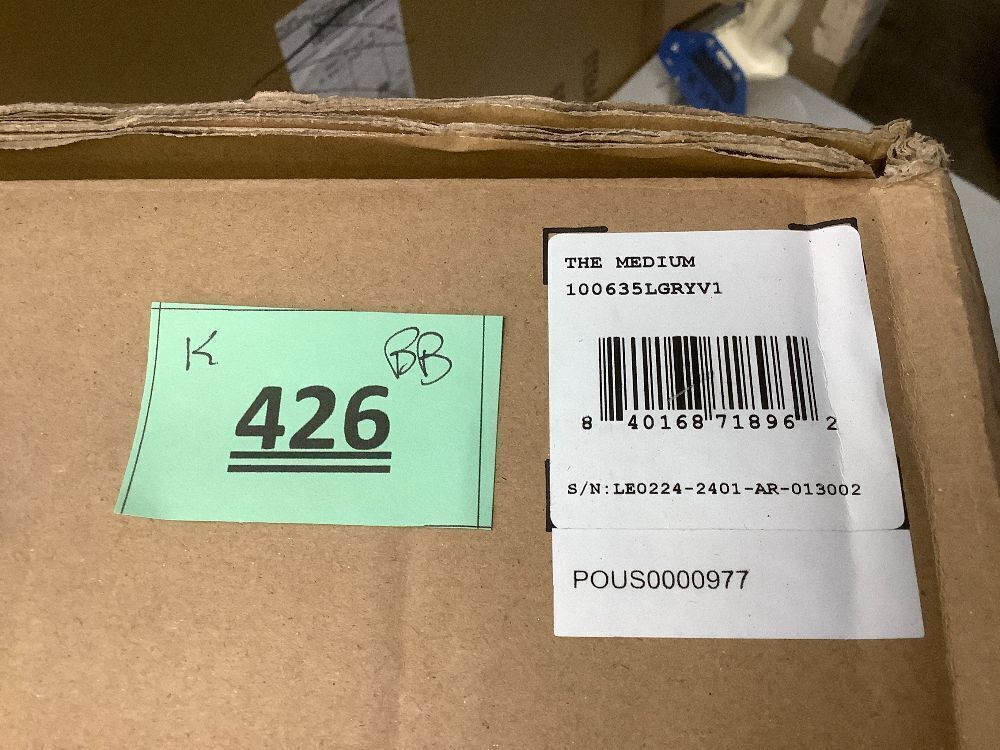 K BB
426
THE MEDIUM
100635LGRYV1
8 40168 71896 2
S/N:LE0224-2401-AR-013002
POUS0000977